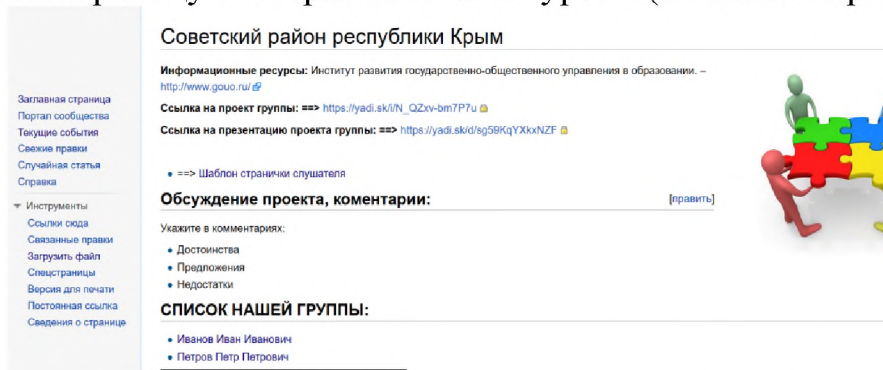 Советский район республики Крым
Информационные ресурсы: Институт развития государственно-общественного управления в образовании. –
http://www.gouo.ru/
Ссылка на проект группы: ==> https://yadi.sk/i/N_QZxv-bm7P7u
Ссылка на презентацию проекта группы: ==> https://yadi.sk/d/sg59KqYXkxNZF
==> Шаблон странички слушателя
Обсуждение проекта, коментарии: [править]
Укажите в комментариях:
Достоинства
Предложения
Недостатки
СПИСОК НАШЕЙ ГРУППЫ:
Иванов Иван Иванович
Петров Петр Петрович
Заглавная страница
Портал сообщества
Текущие события
Свежие правки
Случайная статья
Справка
Инструменты
Ссылки сюда
Связанные правки
Загрузить файл
Спецстраницы
Версия для печати
Постоянная ссылка
Сведения о странице